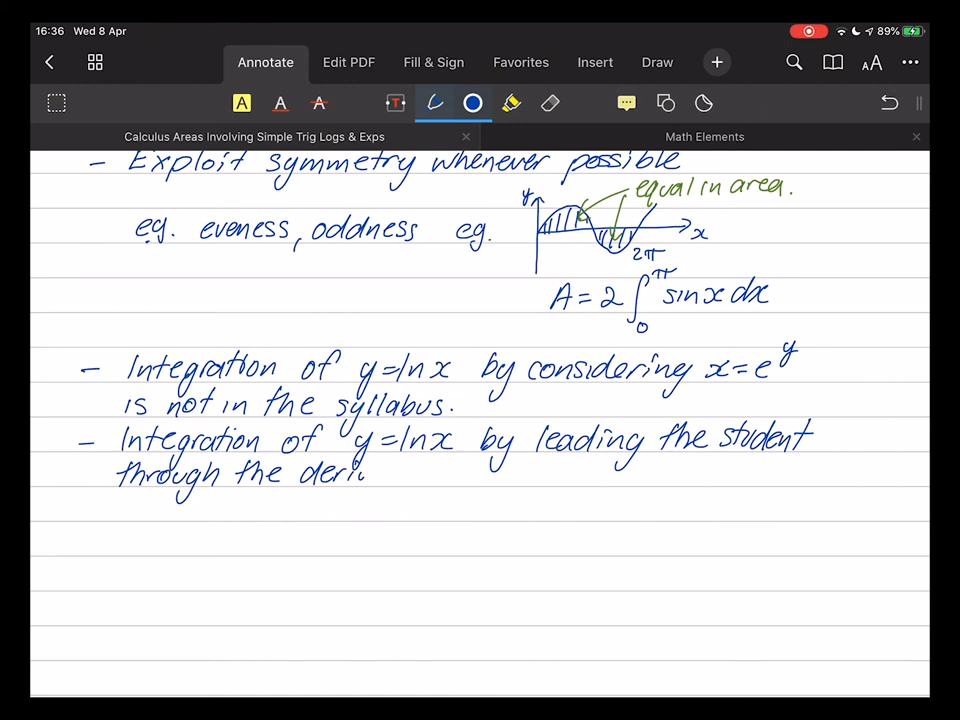 16:36 Wed 8 Apr
89%
Annotate Edit PDF Fill & Sign Favorites Insert Draw
Calculus Areas Involving Simple Trig Logs & Exps
Math Elements
- Exploit symmetry whenever possible
eg. eveness, oddness eg.
y
equal in area.
x
2π
A = 2 ∫₀^π sin x dx
- Integration of y = ln x by considering x = e^y
is not in the syllabus.
- Integration of y = ln x by leading the student
through the deri